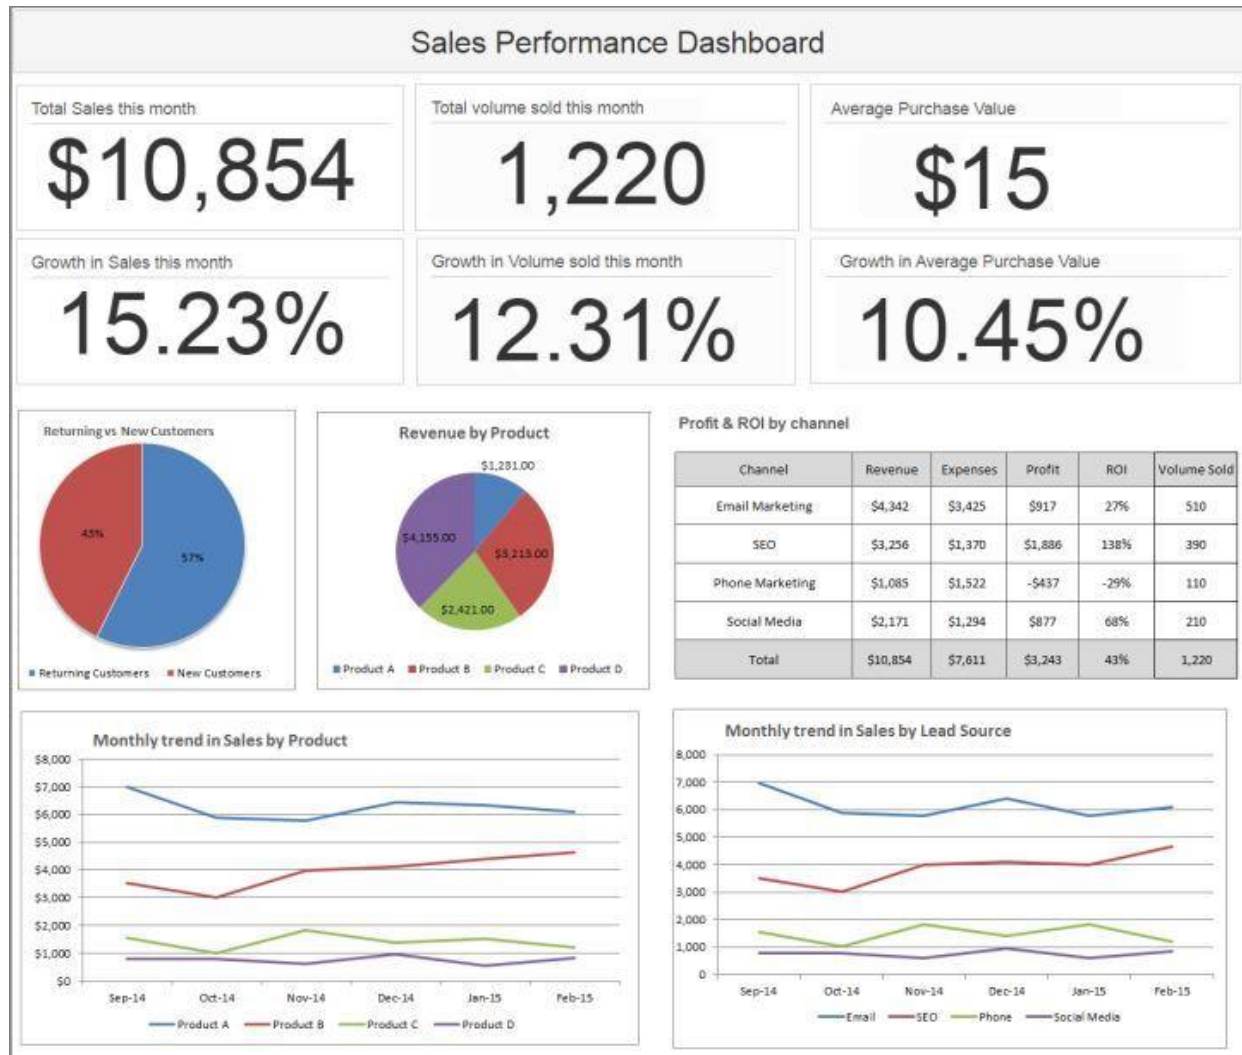 Sales Performance Dashboard
Total Sales this month
$10,854
Total volume sold this month
1,220
Average Purchase Value
$15
Growth in Sales this month
15.23%
Growth in Volume sold this month
12.31%
Growth in Average Purchase Value
10.45%
Returning vs New Customers
43%
57%
Returning Customers New Customers
Revenue by Product
$1,281.00
$4,155.00
$3,213.00
$2,421.00
Product A Product B Product C Product D
Profit & ROI by channel
Channel Revenue Expenses Profit ROI Volume Sold
Email Marketing $4,342 $3,425 $917 27% 510
SEO $3,256 $1,370 $1,886 138% 390
Phone Marketing $1,085 $1,522 -$437 -29% 110
Social Media $2,171 $1,294 $877 68% 210
Total $10,854 $7,611 $3,243 43% 1,220
Monthly trend in Sales by Product
$8,000
$7,000
$6,000
$5,000
$4,000
$3,000
$2,000
$1,000
$0
Sep-14 Oct-14 Nov-14 Dec-14 Jan-15 Feb-15
Product A Product B Product C Product D
Monthly trend in Sales by Lead Source
8,000
7,000
6,000
5,000
4,000
3,000
2,000
1,000
0
Sep-14 Oct-14 Nov-14 Dec-14 Jan-15 Feb-15
Email SEO Phone Social Media